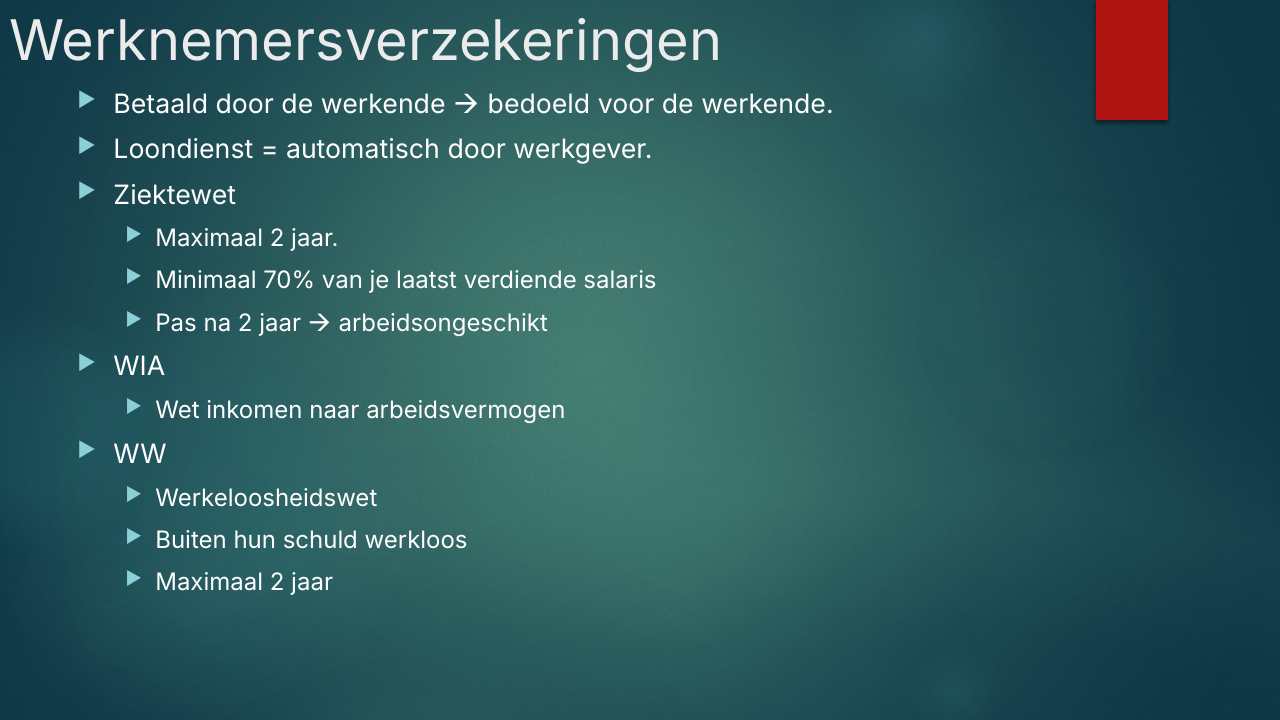 Werknemersverzekeringen
Betaald door de werkende → bedoeld voor de werkende.
Loondienst = automatisch door werkgever.
Ziektewet
Maximaal 2 jaar.
Minimaal 70% van je laatst verdiende salaris
Pas na 2 jaar → arbeidsongeschikt
WIA
Wet inkomen naar arbeidsvermogen
WW
Werkeloosheidswet
Buiten hun schuld werkloos
Maximaal 2 jaar